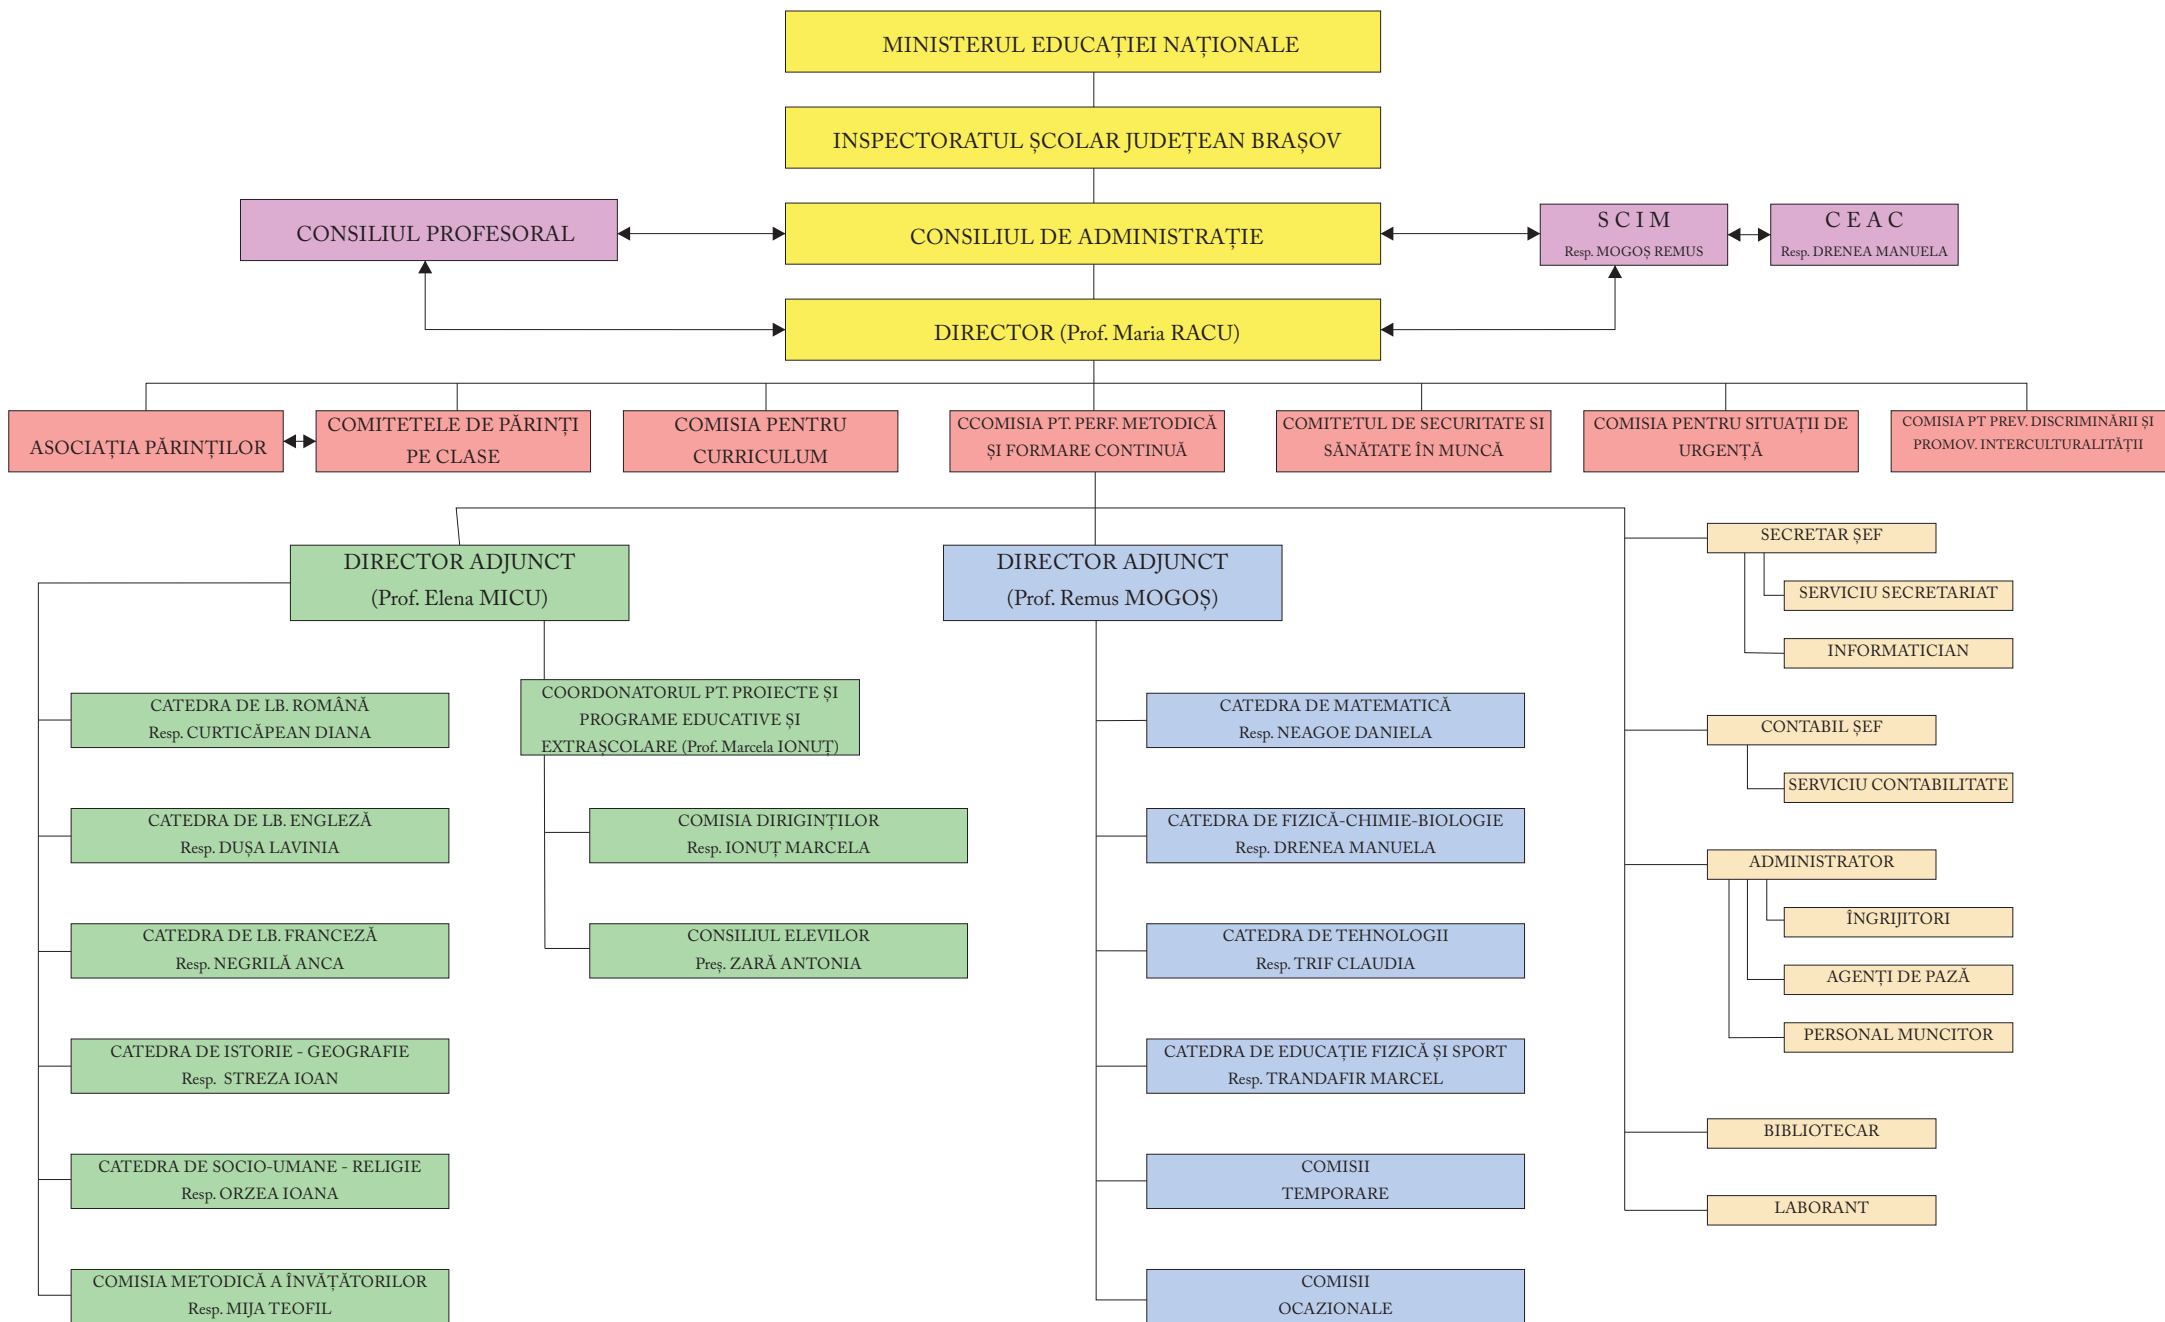 MINISTERUL EDUCAȚIEI NAȚIONALE
INSPECTORATUL ȘCOLAR JUDEȚEAN BRAȘOV
CONSILIUL PROFESORAL
CONSILIUL DE ADMINISTRAȚIE
S C I M
Resp. MOGOȘ REMUS
C E A C
Resp. DRENEA MANUELA
DIRECTOR (Prof. Maria RACU)
ASOCIAȚIA PĂRINȚILOR
COMITETELE DE PĂRINȚI
PE CLASE
COMISIA PENTRU
CURRICULUM
CCOMISIA PT. PERF. METODICĂ
ȘI FORMARE CONTINUĂ
COMITETUL DE SECURITATE SI
SĂNĂTATE ÎN MUNCĂ
COMISIA PENTRU SITUAȚII DE
URGENȚĂ
COMISIA PT PREV. DISCRIMINĂRII ȘI
PROMOV. INTERCULTURALITĂȚII
DIRECTOR ADJUNCT
(Prof. Elena MICU)
CATEDRA DE LB. ROMÂNĂ
Resp. CURTICĂPEAN DIANA
CATEDRA DE LB. ENGLEZĂ
Resp. DUȘA LAVINIA
CATEDRA DE LB. FRANCEZĂ
Resp. NEGRILĂ ANCA
CATEDRA DE ISTORIE - GEOGRAFIE
Resp. STREZA IOAN
CATEDRA DE SOCIO-UMANE - RELIGIE
Resp. ORZEA IOANA
COMISIA METODICĂ A ÎNVĂȚĂTORILOR
Resp. MIJA TEOFIL
COORDONATORUL PT. PROIECTE ȘI
PROGRAME EDUCATIVE ȘI
EXTRAȘCOLARE (Prof. Marcela IONUȚ)
COMISIA DIRIGINȚILOR
Resp. IONUȚ MARCELA
CONSILIUL ELEVILOR
Preș. ZARĂ ANTONIA
DIRECTOR ADJUNCT
(Prof. Remus MOGOȘ)
CATEDRA DE MATEMATICĂ
Resp. NEAGOE DANIELA
CATEDRA DE FIZICĂ-CHIMIE-BIOLOGIE
Resp. DRENEA MANUELA
CATEDRA DE TEHNOLOGII
Resp. TRIF CLAUDIA
CATEDRA DE EDUCAȚIE FIZICĂ ȘI SPORT
Resp. TRANDAFIR MARCEL
COMISII
TEMPORARE
COMISII
OCAZIONALE
SECRETAR ȘEF
SERVICIU SECRETARIAT
INFORMATICIAN
CONTABIL ȘEF
SERVICIU CONTABILITATE
ADMINISTRATOR
ÎNGRIJITORI
AGENȚI DE PAZĂ
PERSONAL MUNCITOR
BIBLIOTECAR
LABORANT